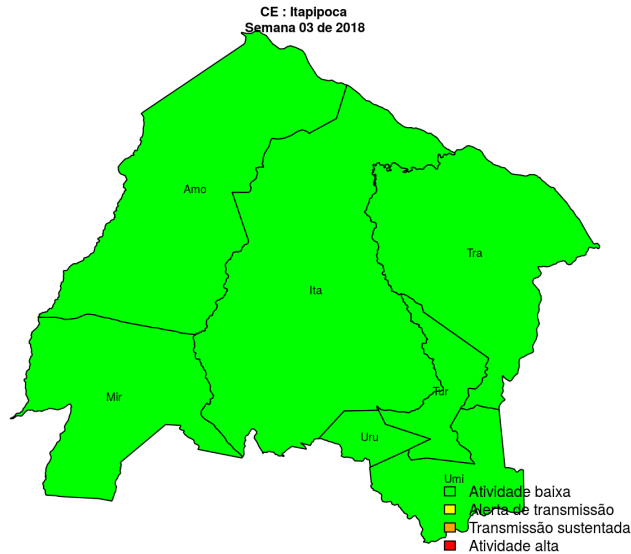 CE : Itapipoca
Semana 03 de 2018
Amo
Tra
Ita
Tur
Mir
Uru
Umi
Atividade baixa
Alerta de transmissão
Transmissão sustentada
Atividade alta